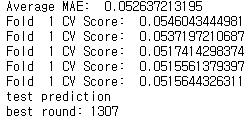 Average MAE:  0.052637213195
Fold  1 CV Score:  0.0546043444981
Fold  1 CV Score:  0.0537197210687
Fold  1 CV Score:  0.0517414298374
Fold  1 CV Score:  0.0515561379397
Fold  1 CV Score:  0.0515644326311
test prediction
best round: 1307